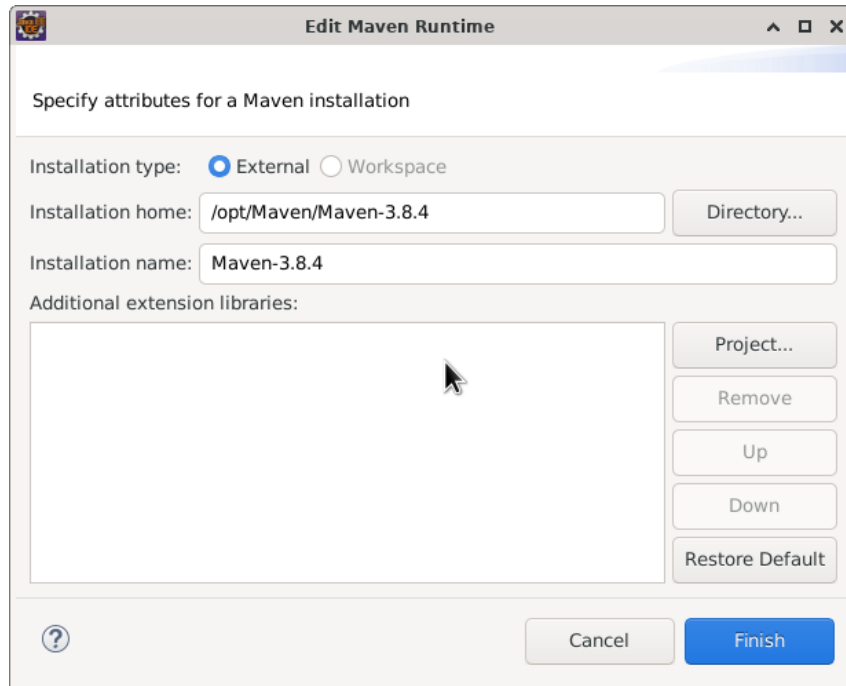 Edit Maven Runtime
Specify attributes for a Maven installation
Installation type: External Workspace
Installation home: /opt/Maven/Maven-3.8.4 Directory...
Installation name: Maven-3.8.4
Additional extension libraries:
Project...
Remove
Up
Down
Restore Default
? Cancel Finish